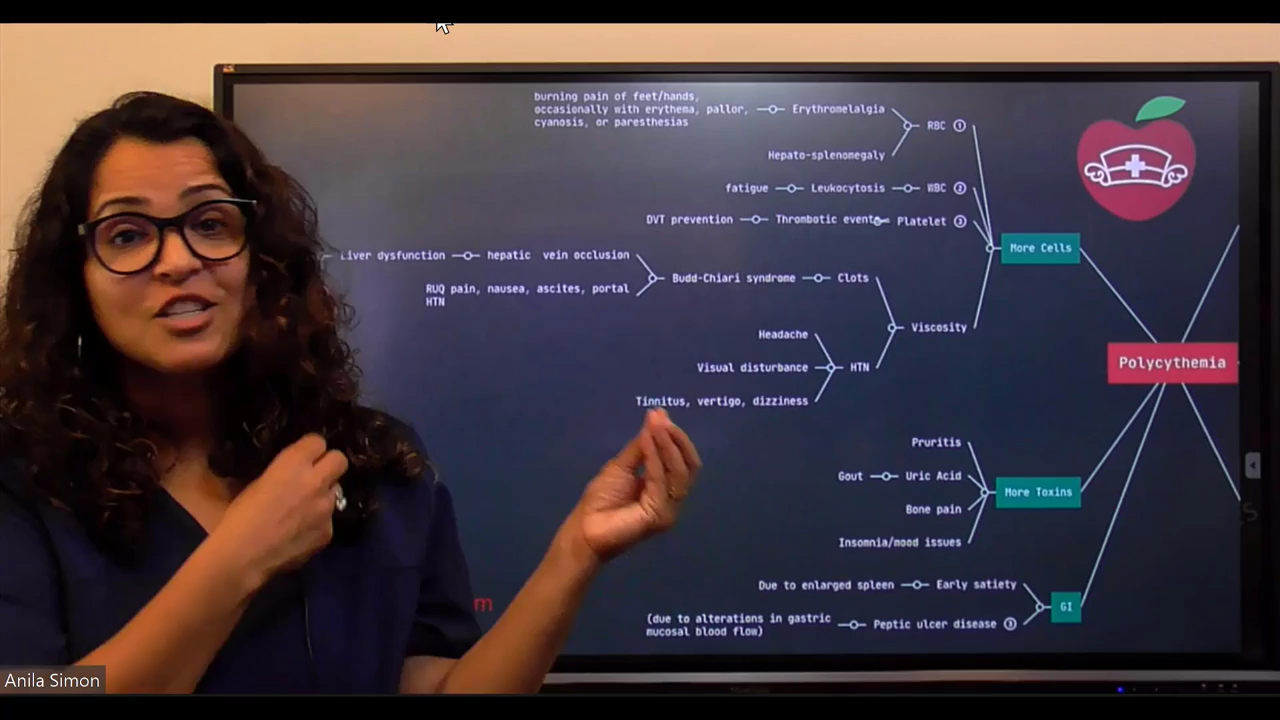 burning pain of feet/hands,
occasionally with erythema, pallor,
cyanosis, or paresthesias
Erythromelalgia
RBC 1
Hepato-splenomegaly
fatigue
Leukocytosis
WBC 2
DVT prevention
Thrombotic events
Platelet 3
More Cells
Liver dysfunction
hepatic vein occlusion
RUQ pain, nausea, ascites, portal
HTN
Budd-Chiari syndrome
Clots
Viscosity
Headache
Visual disturbance
HTN
Tinnitus, vertigo, dizziness
Polycythemia
Pruritis
Gout
Uric Acid
More Toxins
Bone pain
Insomnia/mood issues
Due to enlarged spleen
Early satiety
GI
(due to alterations in gastric
mucosal blood flow)
Peptic ulcer disease 3
m
Anila Simon